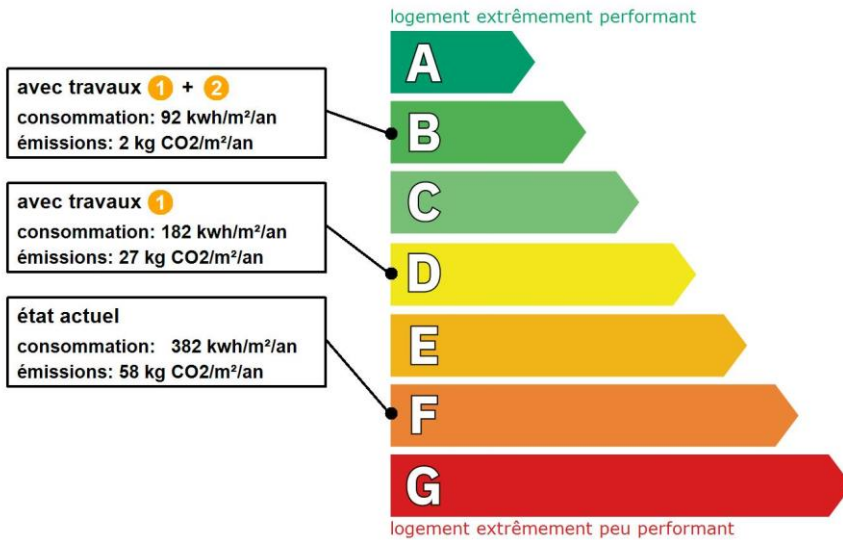 logement extrêmement performant
A
avec travaux 1 + 2
consommation: 92 kwh/m²/an
émissions: 2 kg CO2/m²/an
B
C
avec travaux 1
consommation: 182 kwh/m²/an
émissions: 27 kg CO2/m²/an
D
état actuel
consommation: 382 kwh/m²/an
émissions: 58 kg CO2/m²/an
E
F
G
logement extrêmement peu performant